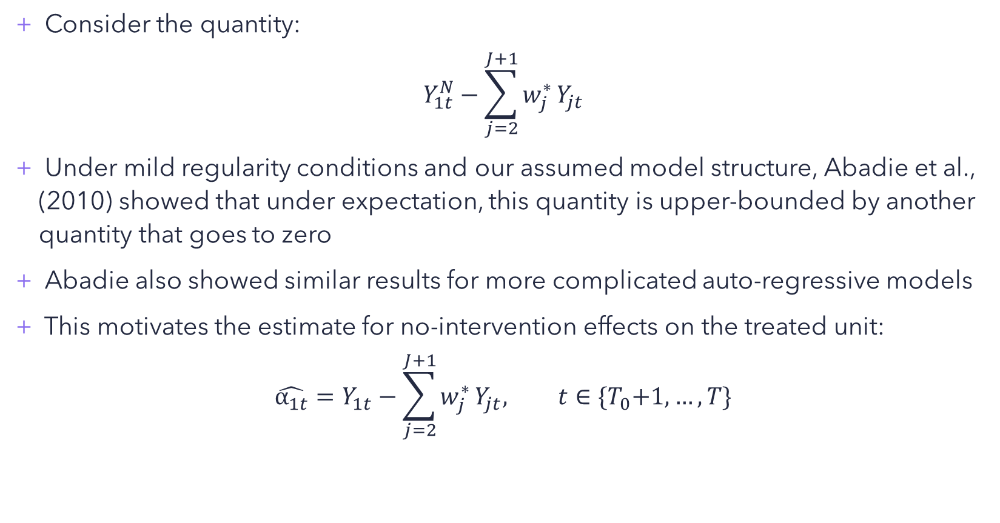 + Consider the quantity:
$Y_{1t}^{N} - \sum_{j=2}^{J+1} w_j^* Y_{jt}$
+ Under mild regularity conditions and our assumed model structure, Abadie et al.,
(2010) showed that under expectation, this quantity is upper-bounded by another
quantity that goes to zero
+ Abadie also showed similar results for more complicated auto-regressive models
+ This motivates the estimate for no-intervention effects on the treated unit:
$\widehat{\alpha_{1t}} = Y_{1t} - \sum_{j=2}^{J+1} w_j^* Y_{jt}, \quad t \in \{T_0+1, \ldots, T\}$